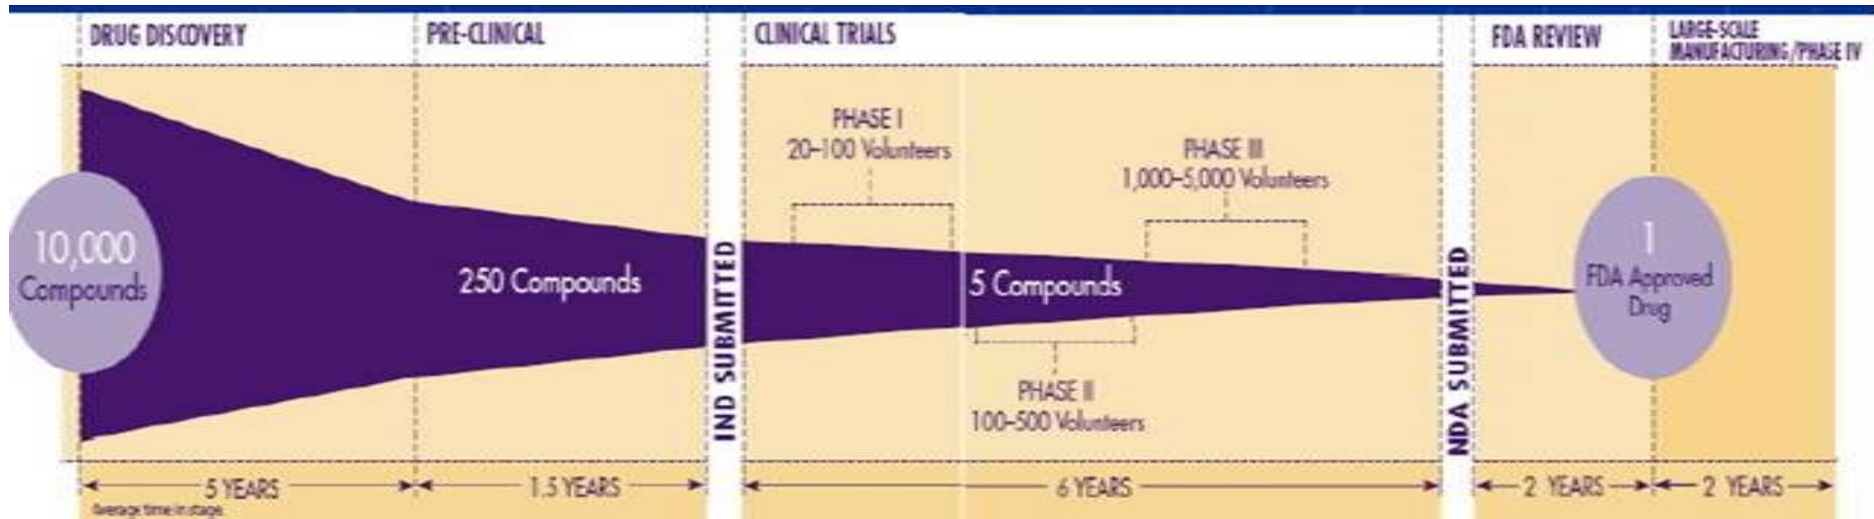 DRUG DISCOVERY
PRE-CLINICAL
CLINICAL TRIALS
FDA REVIEW
LARGE-SCALE
MANUFACTURING/PHASE IV
PHASE I
20–100 Volunteers
PHASE III
1,000–5,000 Volunteers
10,000
Compounds
250 Compounds
IND SUBMITTED
5 Compounds
NDA SUBMITTED
1
FDA Approved
Drug
PHASE II
100–500 Volunteers
5 YEARS
1.5 YEARS
6 YEARS
2 YEARS
2 YEARS
Average time in stage.